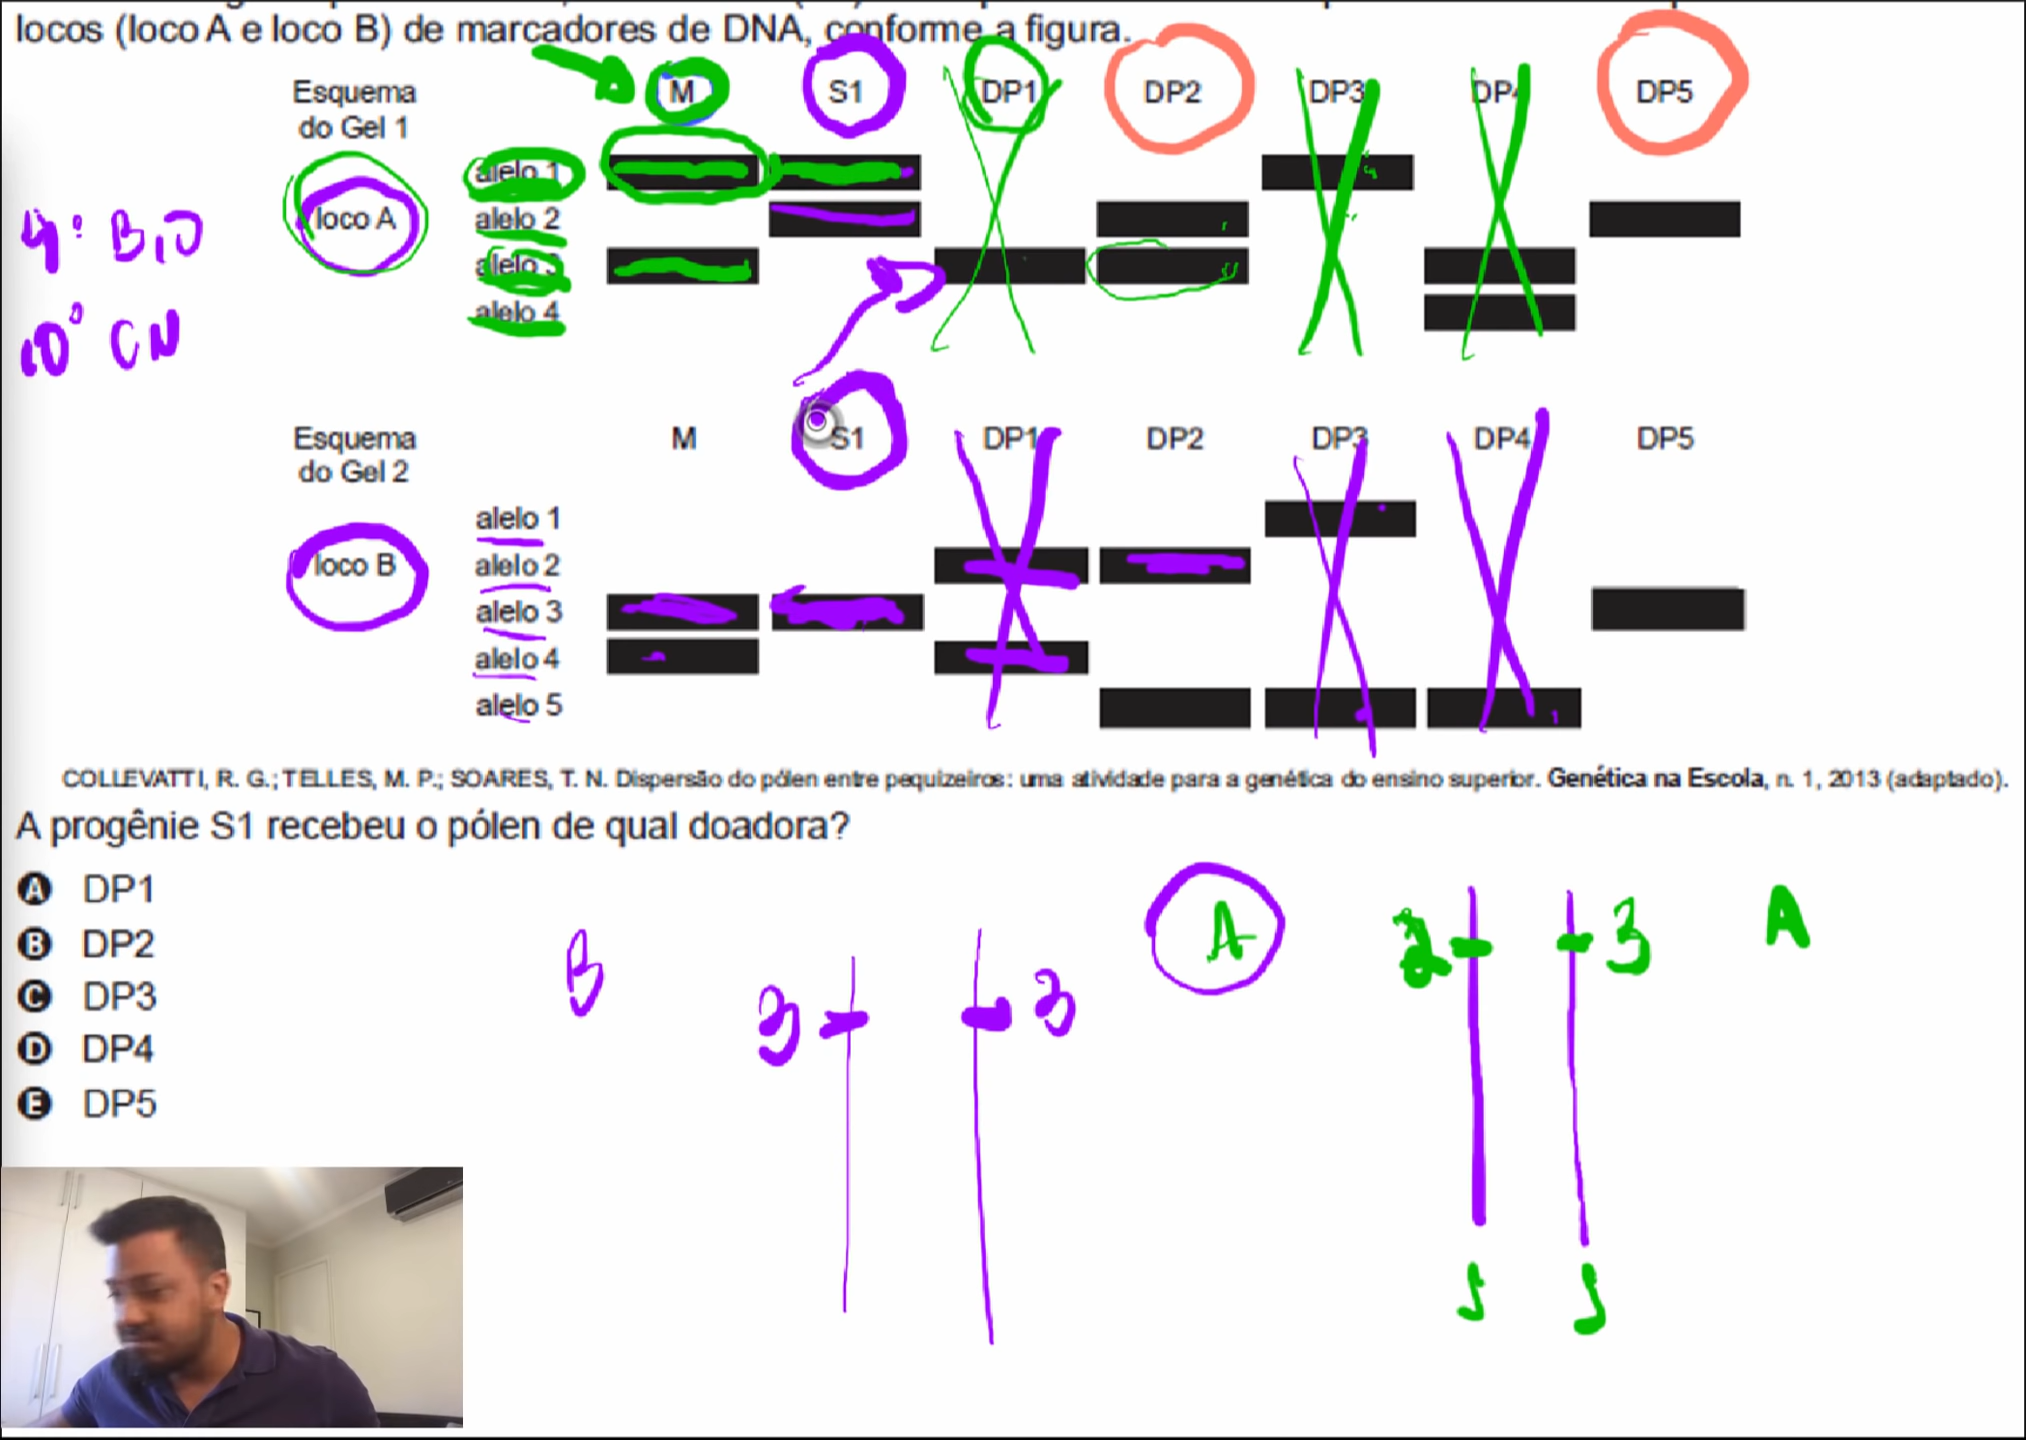 locos (loco A e loco B) de marcadores de DNA, conforme a figura.
Esquema do Gel 1 M S1 DP1 DP2 DP3 DP4 DP5
alelo 1
loco A alelo 2
alelo 3
alelo 4
4° BIO
10° CN
Esquema do Gel 2 M S1 DP1 DP2 DP3 DP4 DP5
alelo 1
loco B alelo 2
alelo 3
alelo 4
alelo 5
COLLEVATTI, R. G.; TELLES, M. P.; SOARES, T. N. Dispersão do pólen entre pequizeiros: uma atividade para a genética do ensino superior. Genética na Escola, n. 1, 2013 (adaptado).
A progênie S1 recebeu o pólen de qual doadora?
A DP1
B DP2
C DP3
D DP4
E DP5
B 3 3
A 3 A